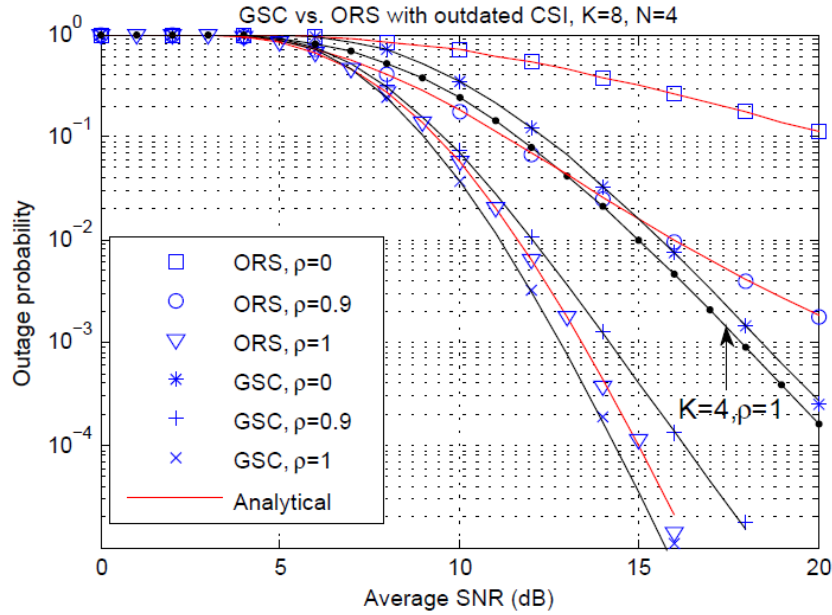 GSC vs. ORS with outdated CSI, K=8, N=4
10^0
10^-1
10^-2
10^-3
10^-4
Outage probability
ORS, ρ=0
ORS, ρ=0.9
ORS, ρ=1
GSC, ρ=0
GSC, ρ=0.9
GSC, ρ=1
Analytical
K=4,ρ=1
0 5 10 15 20
Average SNR (dB)